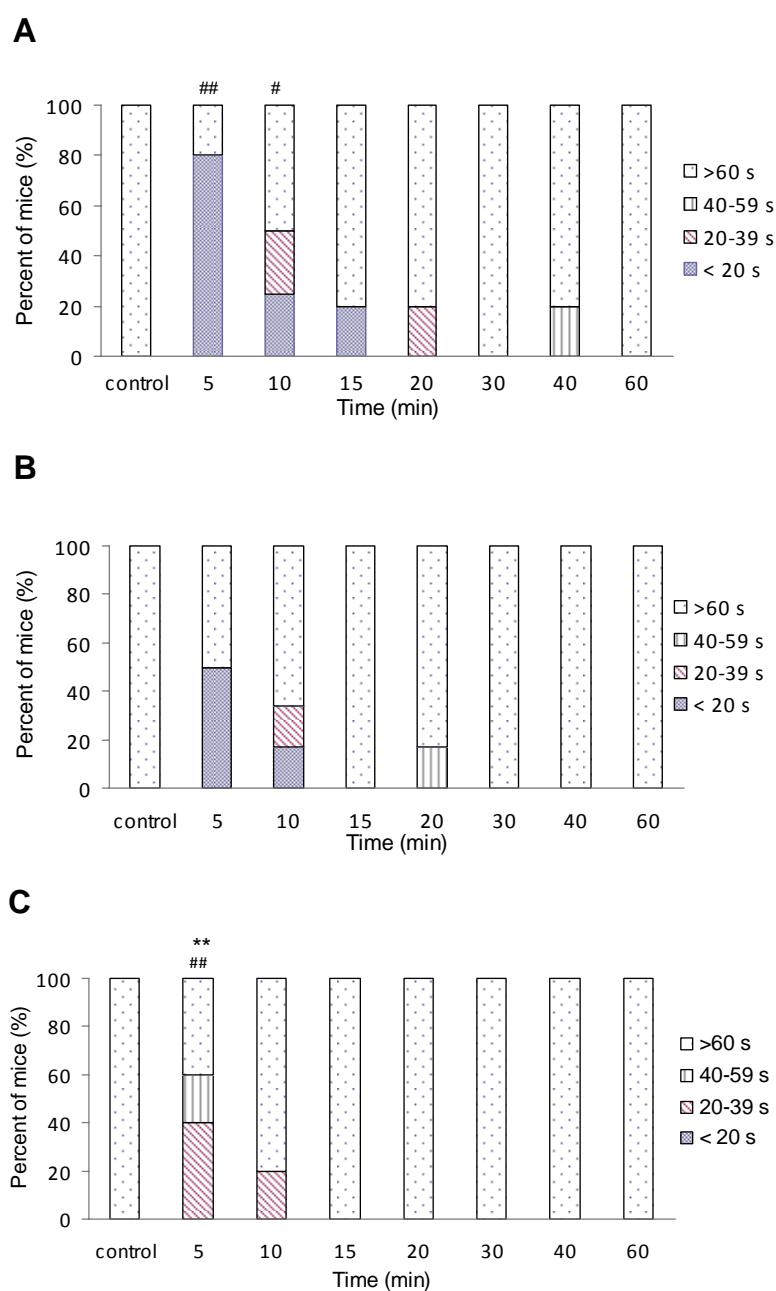 A
## #
100
80
60
40
20
0
Percent of mice (%)
control 5 10 15 20 30 40 60
Time (min)
>60 s
40-59 s
20-39 s
< 20 s
B
100
80
60
40
20
0
Percent of mice (%)
control 5 10 15 20 30 40 60
Time (min)
>60 s
40-59 s
20-39 s
< 20 s
C
**
##
100
80
60
40
20
0
Percent of mice (%)
control 5 10 15 20 30 40 60
Time (min)
>60 s
40-59 s
20-39 s
< 20 s